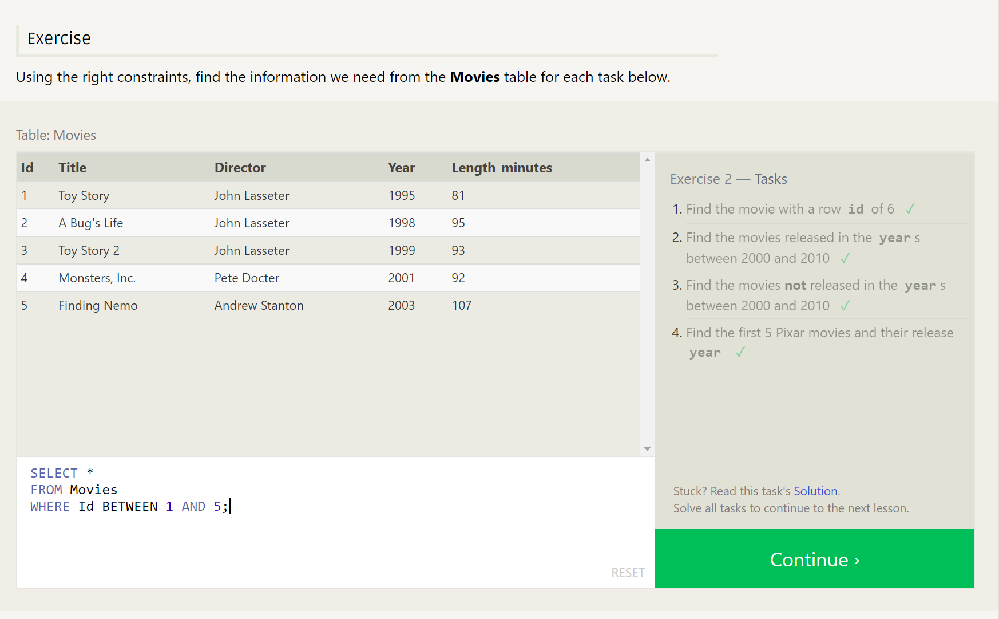 Exercise
Using the right constraints, find the information we need from the Movies table for each task below.
Table: Movies
Id Title Director Year Length_minutes
1 Toy Story John Lasseter 1995 81
2 A Bug's Life John Lasseter 1998 95
3 Toy Story 2 John Lasseter 1999 93
4 Monsters, Inc. Pete Docter 2001 92
5 Finding Nemo Andrew Stanton 2003 107
SELECT *
FROM Movies
WHERE Id BETWEEN 1 AND 5;
RESET
Exercise 2 — Tasks
1. Find the movie with a row id of 6 ✓
2. Find the movies released in the year s
between 2000 and 2010 ✓
3. Find the movies not released in the year s
between 2000 and 2010 ✓
4. Find the first 5 Pixar movies and their release
year ✓
Stuck? Read this task's Solution.
Solve all tasks to continue to the next lesson.
Continue ›